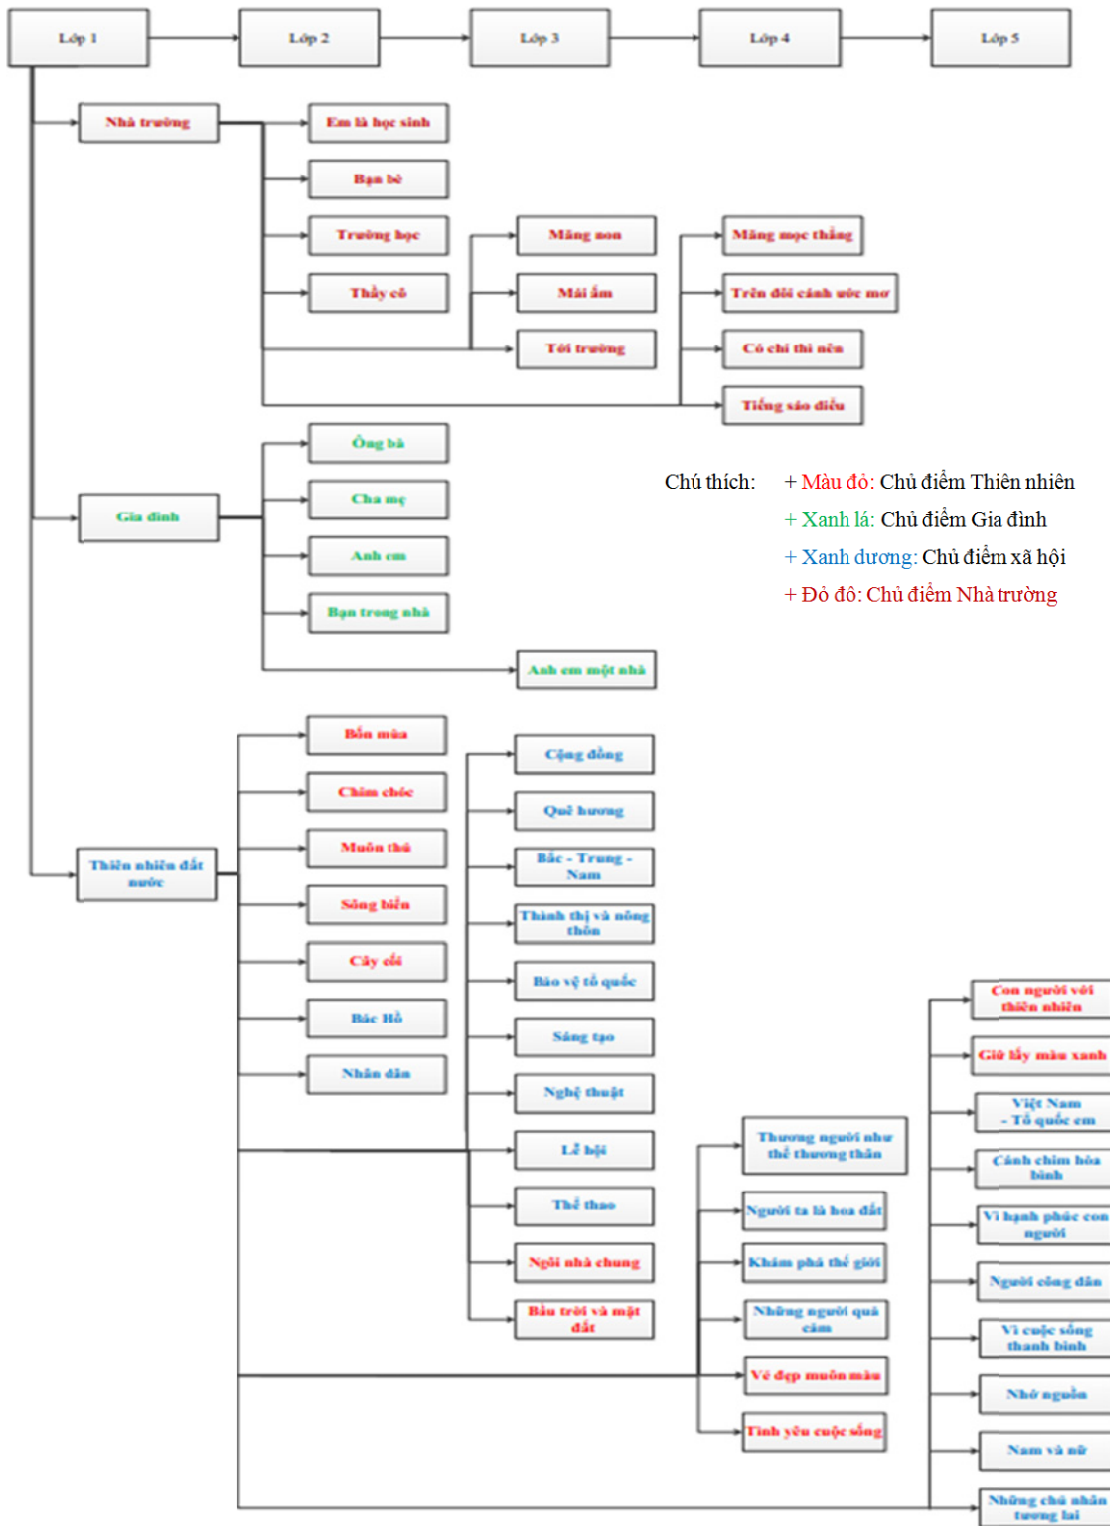 Lớp 1
Lớp 2
Lớp 3
Lớp 4
Lớp 5
Nhà trường
Em là học sinh
Bạn bè
Trường học
Măng non
Măng mọc thẳng
Thầy cô
Mái ấm
Trên đôi cánh ước mơ
Tới trường
Có chí thì nên
Tiếng sáo diều
Ông bà
Chú thích:
+ Màu đỏ: Chủ điểm Thiên nhiên
+ Xanh lá: Chủ điểm Gia đình
+ Xanh dương: Chủ điểm xã hội
+ Đỏ đô: Chủ điểm Nhà trường
Cha mẹ
Gia đình
Anh em
Bạn trong nhà
Anh em một nhà
Bốn mùa
Cộng đồng
Chim chóc
Quê hương
Muôn thú
Bắc - Trung -
Nam
Thiên nhiên đất
nước
Sông biển
Thành thị và nông
thôn
Cây cối
Bảo vệ tổ quốc
Con người với
thiên nhiên
Bác Hồ
Sáng tạo
Giữ lấy màu xanh
Nhân dân
Nghệ thuật
Việt Nam
- Tổ quốc em
Lễ hội
Thương người như
thể thương thân
Cánh chim hòa
bình
Thể thao
Người ta là hoa đất
Vì hạnh phúc con
người
Ngôi nhà chung
Khám phá thế giới
Người công dân
Bầu trời và mặt
đất
Những người quả
cảm
Vì cuộc sống
thanh bình
Vẻ đẹp muôn màu
Nhớ nguồn
Tình yêu cuộc sống
Nam và nữ
Những chủ nhân
tương lai